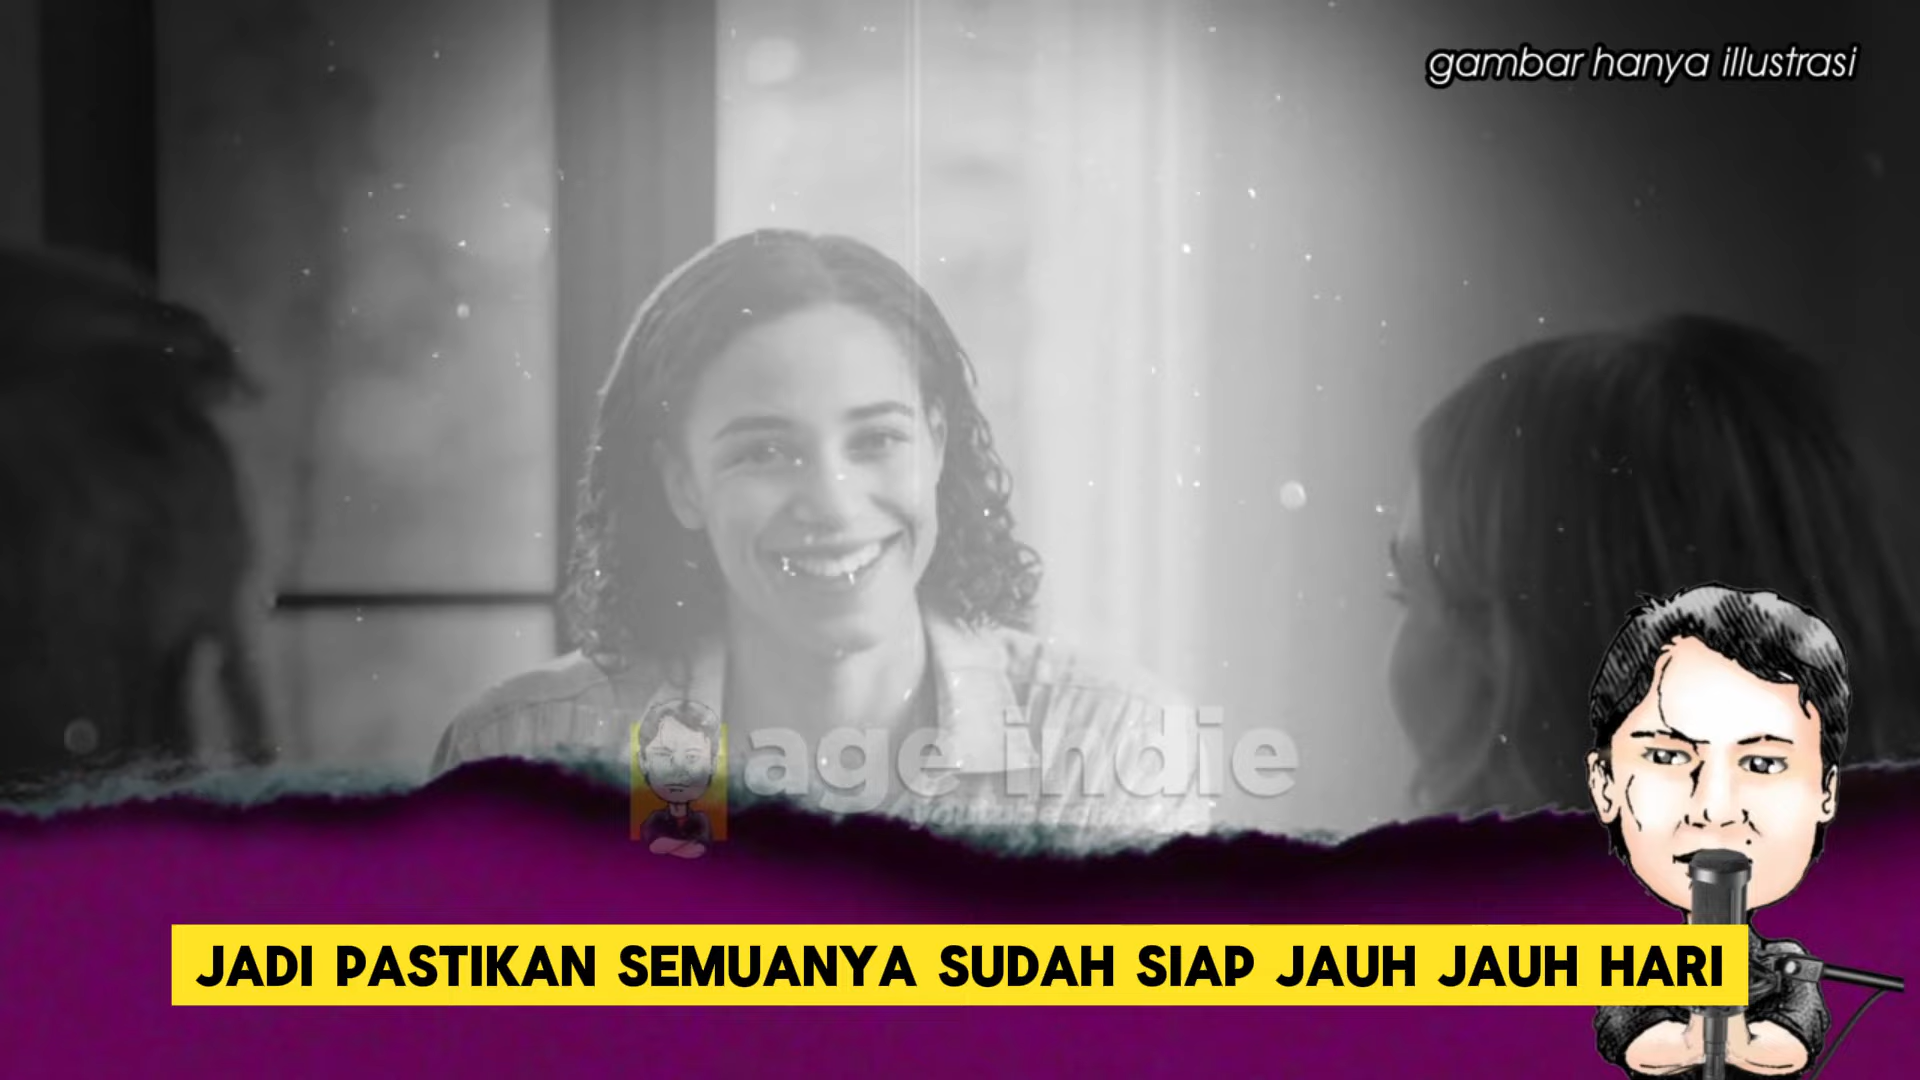 gambar hanya illustrasi
age indie
JADI PASTIKAN SEMUANYA SUDAH SIAP JAUH JAUH HARI